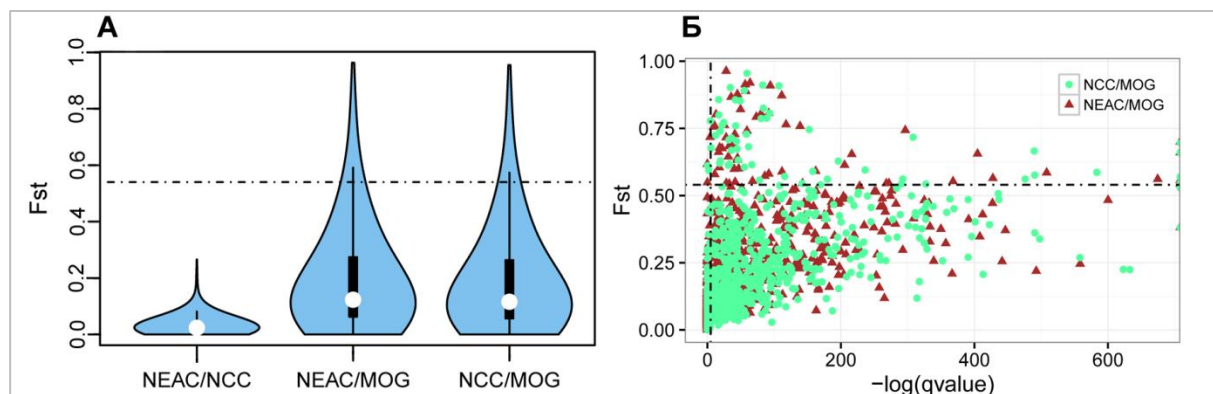 А
Fst
0.0
0.2
0.4
0.6
0.8
1.0
NEAC/NCC
NEAC/MOG
NCC/MOG
Б
Fst
1.00
0.75
0.50
0.25
0.00
0
200
400
600
−log(qvalue)
NCC/MOG
NEAC/MOG